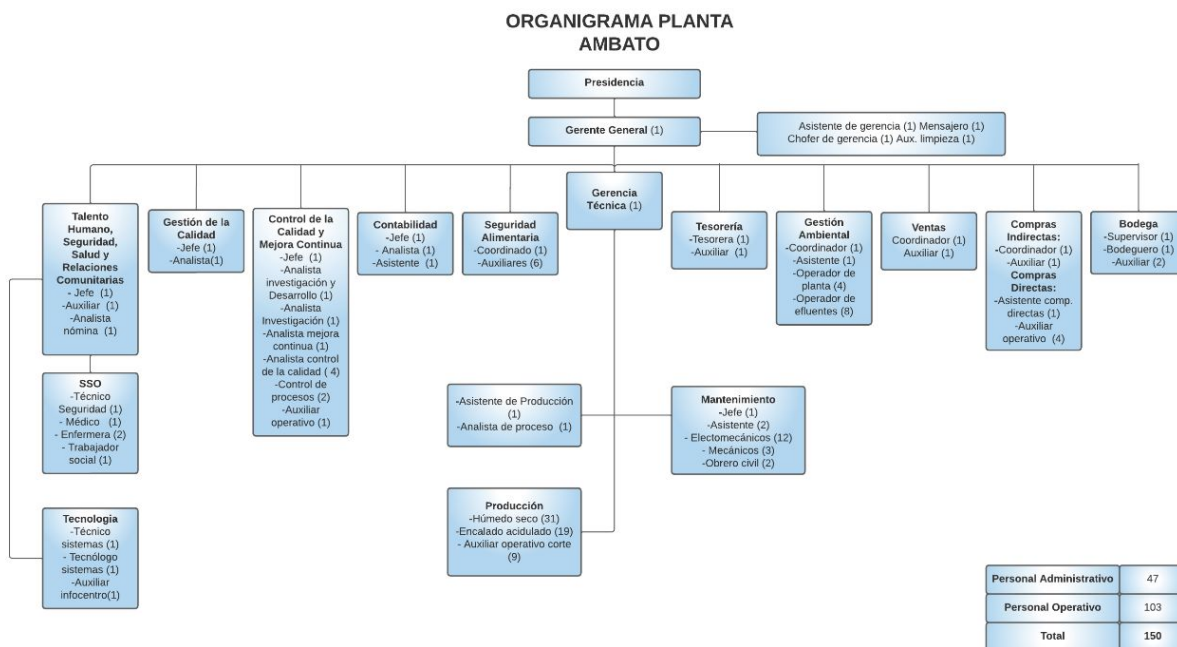 ORGANIGRAMA PLANTA
AMBATO
Presidencia
Gerente General (1)
Asistente de gerencia (1) Mensajero (1)
Chofer de gerencia (1) Aux. limpieza (1)
Talento
Humano,
Seguridad,
Salud y
Relaciones
Comunitarias
- Jefe (1)
-Auxiliar (1)
-Analista
nómina (1)
Gestión de la
Calidad
-Jefe (1)
-Analista(1)
Control de la
Calidad y
Mejora Continua
-Jefe (1)
-Analista
investigación y
Desarrollo (1)
-Analista
Investigación (1)
-Analista mejora
continua (1)
-Analista control
de la calidad ( 4)
-Control de
procesos (2)
-Auxiliar
operativo (1)
Contabilidad
-Jefe (1)
- Analista (1)
-Asistente (1)
Seguridad
Alimentaria
-Coordinado (1)
-Auxiliares (6)
Gerencia
Técnica (1)
Tesorería
-Tesorera (1)
-Auxiliar (1)
Gestión
Ambiental
-Coordinador (1)
-Asistente (1)
-Operador de
planta (4)
-Operador de
efluentes (8)
Ventas
Coordinador (1)
Auxiliar (1)
Compras
Indirectas:
-Coordinador (1)
-Auxiliar (1)
Compras
Directas:
-Asistente comp.
directas (1)
-Auxiliar
operativo (4)
Bodega
-Supervisor (1)
-Bodeguero (1)
-Auxiliar (2)
SSO
-Técnico
Seguridad (1)
- Médico (1)
- Enfermera (2)
- Trabajador
social (1)
-Asistente de Producción
(1)
-Analista de proceso (1)
Mantenimiento
-Jefe (1)
-Asistente (2)
- Electomecánicos (12)
- Mecánicos (3)
-Obrero civil (2)
Tecnologia
-Técnico
sistemas (1)
- Tecnólogo
sistemas (1)
-Auxiliar
infocentro(1)
Producción
-Húmedo seco (31)
-Encalado acidulado (19)
- Auxiliar operativo corte
(9)
Personal Administrativo 47
Personal Operativo 103
Total 150